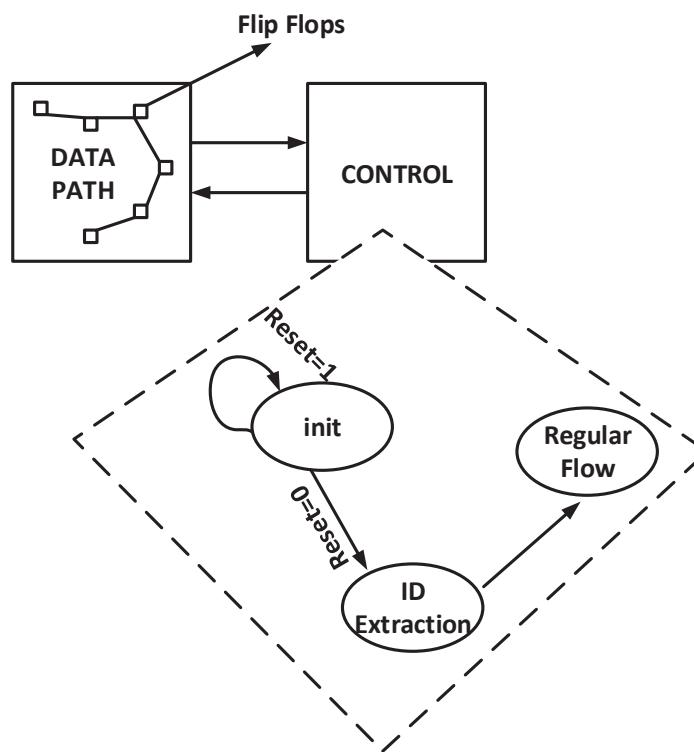 Flip Flops
DATA
PATH
CONTROL
Reset=1
init
Regular
Flow
Reset=0
ID
Extraction